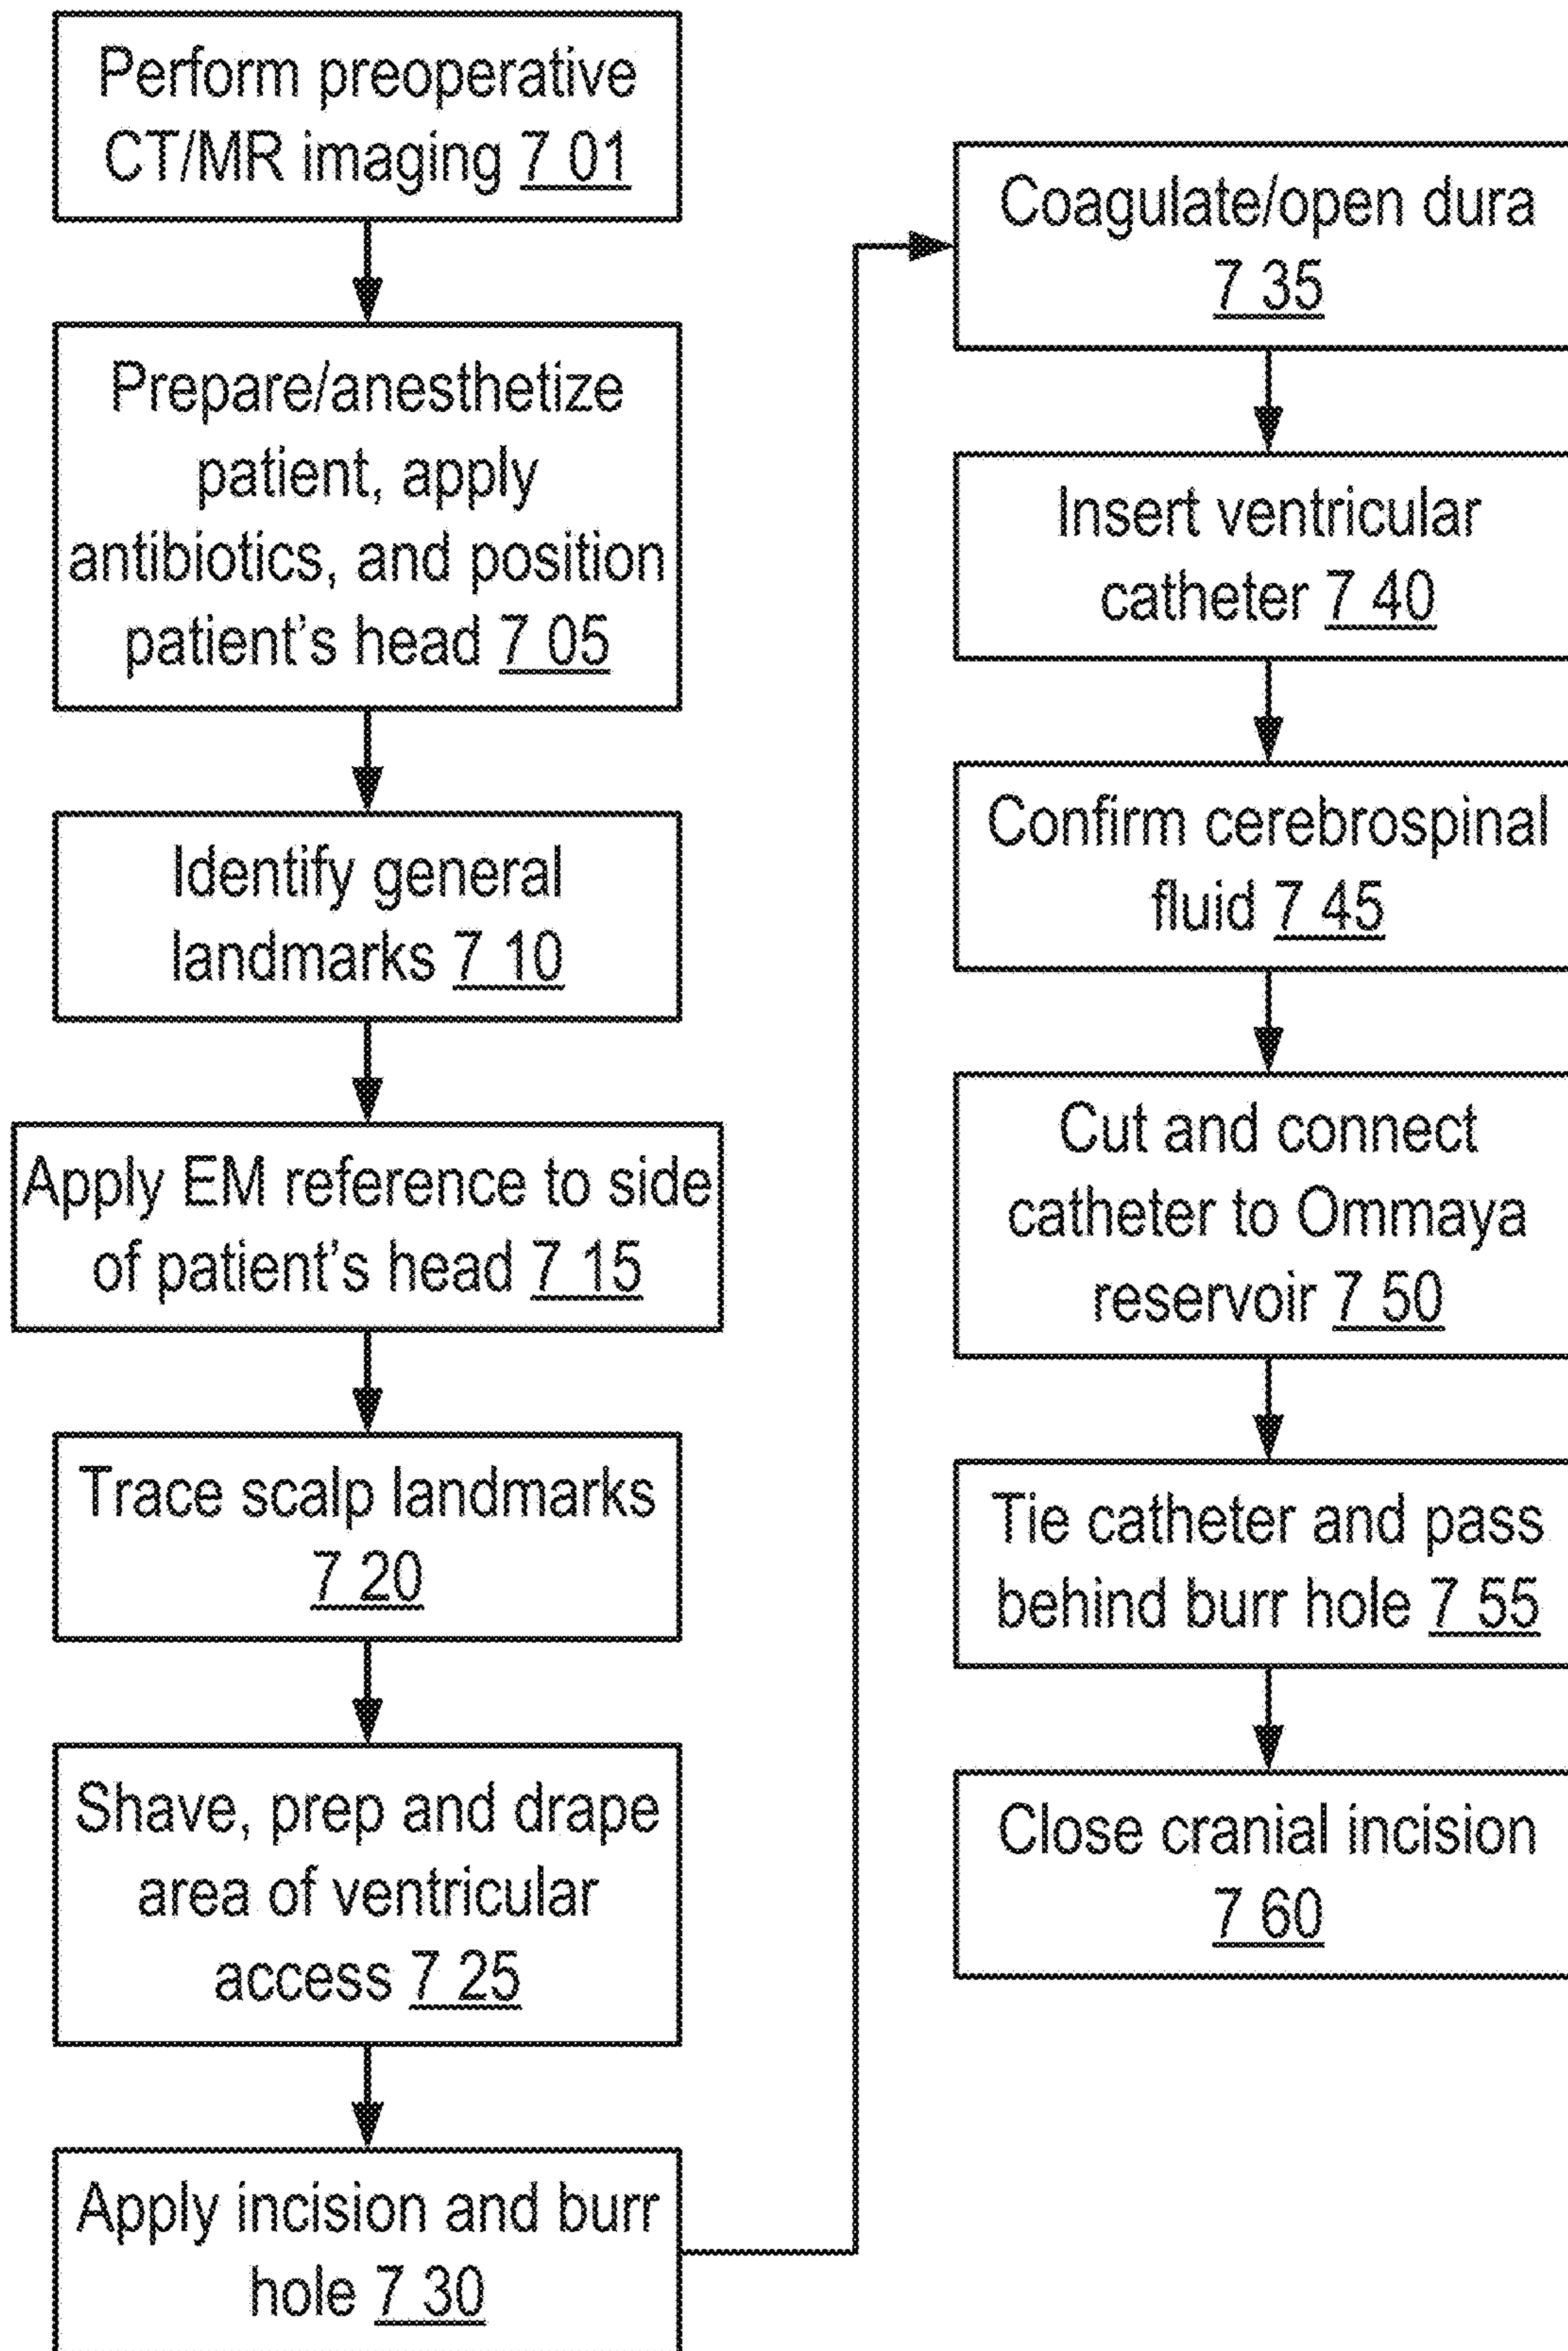 Perform preoperative
CT/MR imaging 7 01
Prepare/anesthetize
patient, apply
antibiotics, and position
patient's head 7 05
Identify general
landmarks 7 10
Apply EM reference to side
of patient's head 7 15
Trace scalp landmarks
7 20
Shave, prep and drape
area of ventricular
access 7 25
Apply incision and burr
hole 7 30
Coagulate/open dura
7 35
Insert ventricular
catheter 7 40
Confirm cerebrospinal
fluid 7 45
Cut and connect
catheter to Ommaya
reservoir 7 50
Tie catheter and pass
behind burr hole 7 55
Close cranial incision
7 60